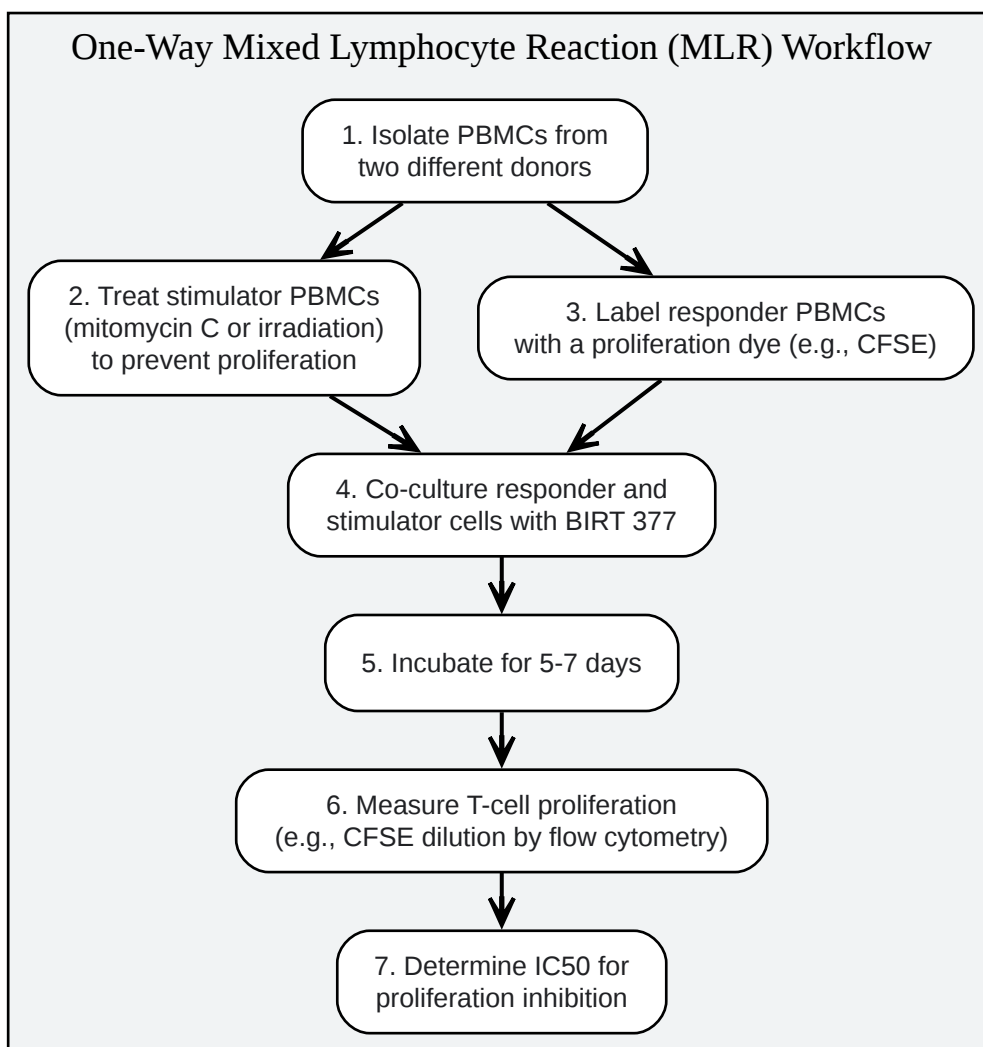 One-Way Mixed Lymphocyte Reaction (MLR) Workflow
1. Isolate PBMCs from
two different donors
2. Treat stimulator PBMCs
(mitomycin C or irradiation)
to prevent proliferation
3. Label responder PBMCs
with a proliferation dye (e.g., CFSE)
4. Co-culture responder and
stimulator cells with BIRT 377
5. Incubate for 5-7 days
6. Measure T-cell proliferation
(e.g., CFSE dilution by flow cytometry)
7. Determine IC50 for
proliferation inhibition